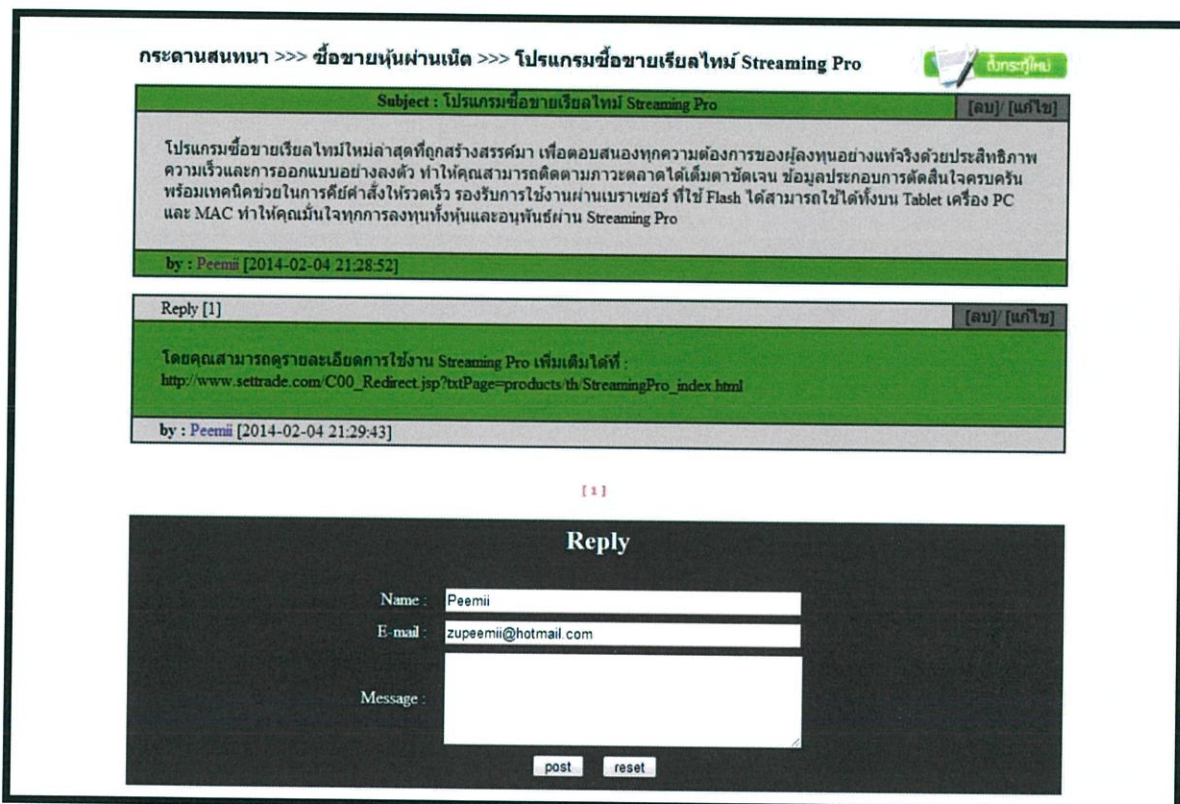 กระดานสนทนา >>> ซื้อขายหุ้นผ่านเน็ต >>> โปรแกรมซื้อขายเรียลไทม์ Streaming Pro
ตั้งกระทู้ใหม่
Subject : โปรแกรมซื้อขายเรียลไทม์ Streaming Pro
[ลบ]/ [แก้ไข]
โปรแกรมซื้อขายเรียลไทม์ใหม่ล่าสุดที่ถูกสร้างสรรค์มา เพื่อตอบสนองทุกความต้องการของผู้ลงทุนอย่างแท้จริงด้วยประสิทธิภาพ
ความเร็วและการออกแบบอย่างลงตัว ทำให้คุณสามารถติดตามภาวะตลาดได้เต็มตาชัดเจน ข้อมูลประกอบการตัดสินใจครบครัน
พร้อมเทคนิคช่วยในการคีย์คำสั่งให้รวดเร็ว รองรับการใช้งานผ่านเบราเซอร์ ที่ใช้ Flash ได้สามารถใช้ได้ทั้งบน Tablet เครื่อง PC
และ MAC ทำให้คุณมั่นใจทุกการลงทุนทั้งหุ้นและอนุพันธ์ผ่าน Streaming Pro
by : Peemii [2014-02-04 21:28:52]
Reply [1]
[ลบ]/ [แก้ไข]
โดยคุณสามารถดูรายละเอียดการใช้งาน Streaming Pro เพิ่มเติมได้ที่ :
http://www.settrade.com/C00_Redirect.jsp?txtPage=products/th/StreamingPro_index.html
by : Peemii [2014-02-04 21:29:43]
[ 1 ]
Reply
Name : Peemii
E-mail : zupeemii@hotmail.com
Message :
post reset